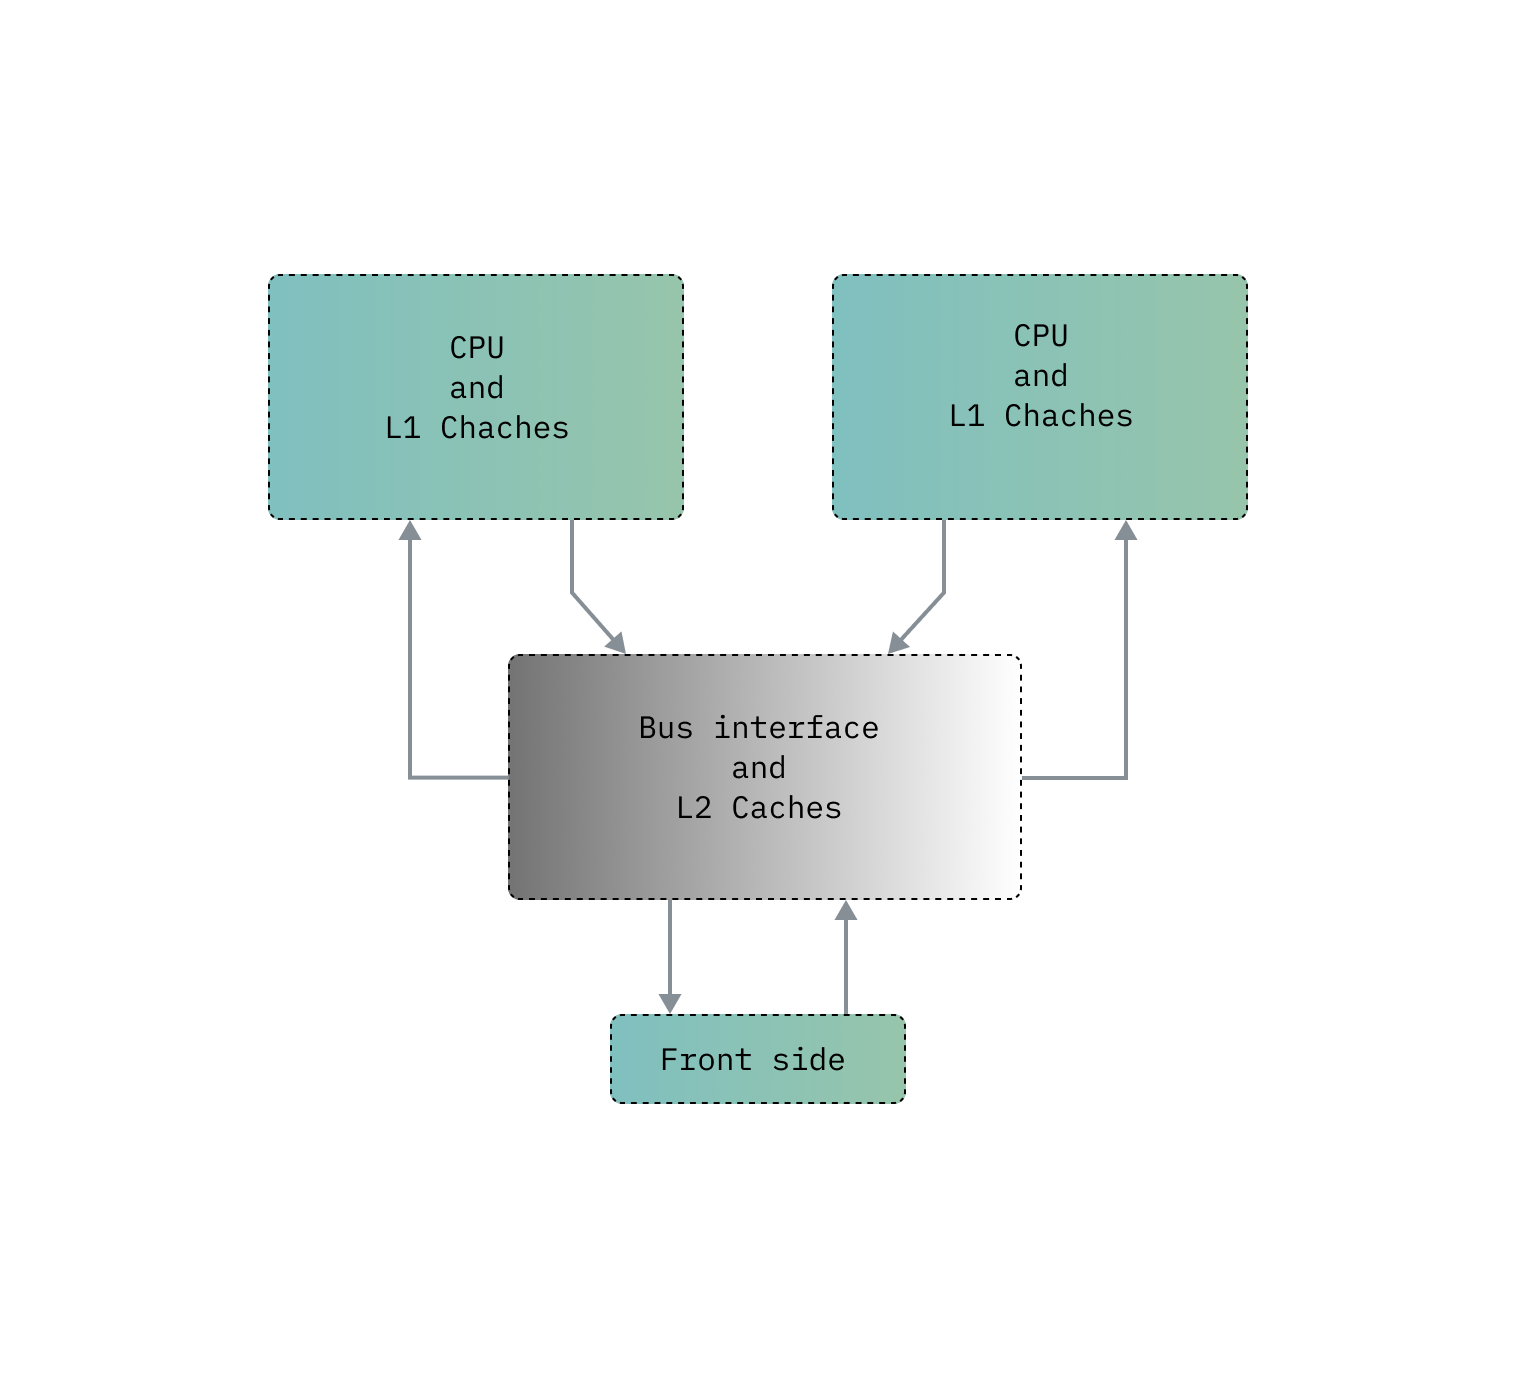 CPU
and
L1 Chaches
CPU
and
L1 Chaches
Bus interface
and
L2 Caches
Front side